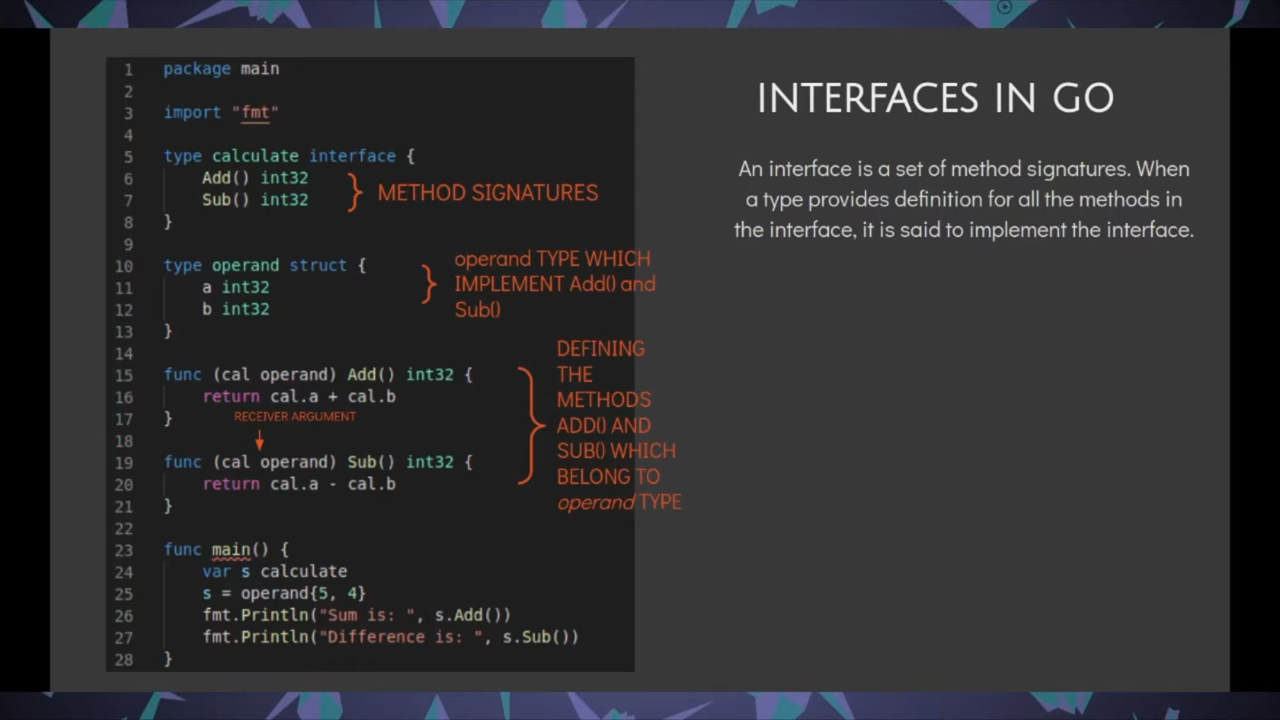 1 package main
2
3 import "fmt"
4
5 type calculate interface {
6 Add() int32
7 Sub() int32
8 }
9
10 type operand struct {
11 a int32
12 b int32
13 }
14
15 func (cal operand) Add() int32 {
16 return cal.a + cal.b
17 }
18
19 func (cal operand) Sub() int32 {
20 return cal.a - cal.b
21 }
22
23 func main() {
24 var s calculate
25 s = operand{5, 4}
26 fmt.Println("Sum is: ", s.Add())
27 fmt.Println("Difference is: ", s.Sub())
28 }
METHOD SIGNATURES
operand TYPE WHICH
IMPLEMENT Add() and
Sub()
DEFINING
THE
METHODS
ADD() AND
SUB() WHICH
BELONG TO
operand TYPE
RECEIVER ARGUMENT
INTERFACES IN GO
An interface is a set of method signatures. When
a type provides definition for all the methods in
the interface, it is said to implement the interface.